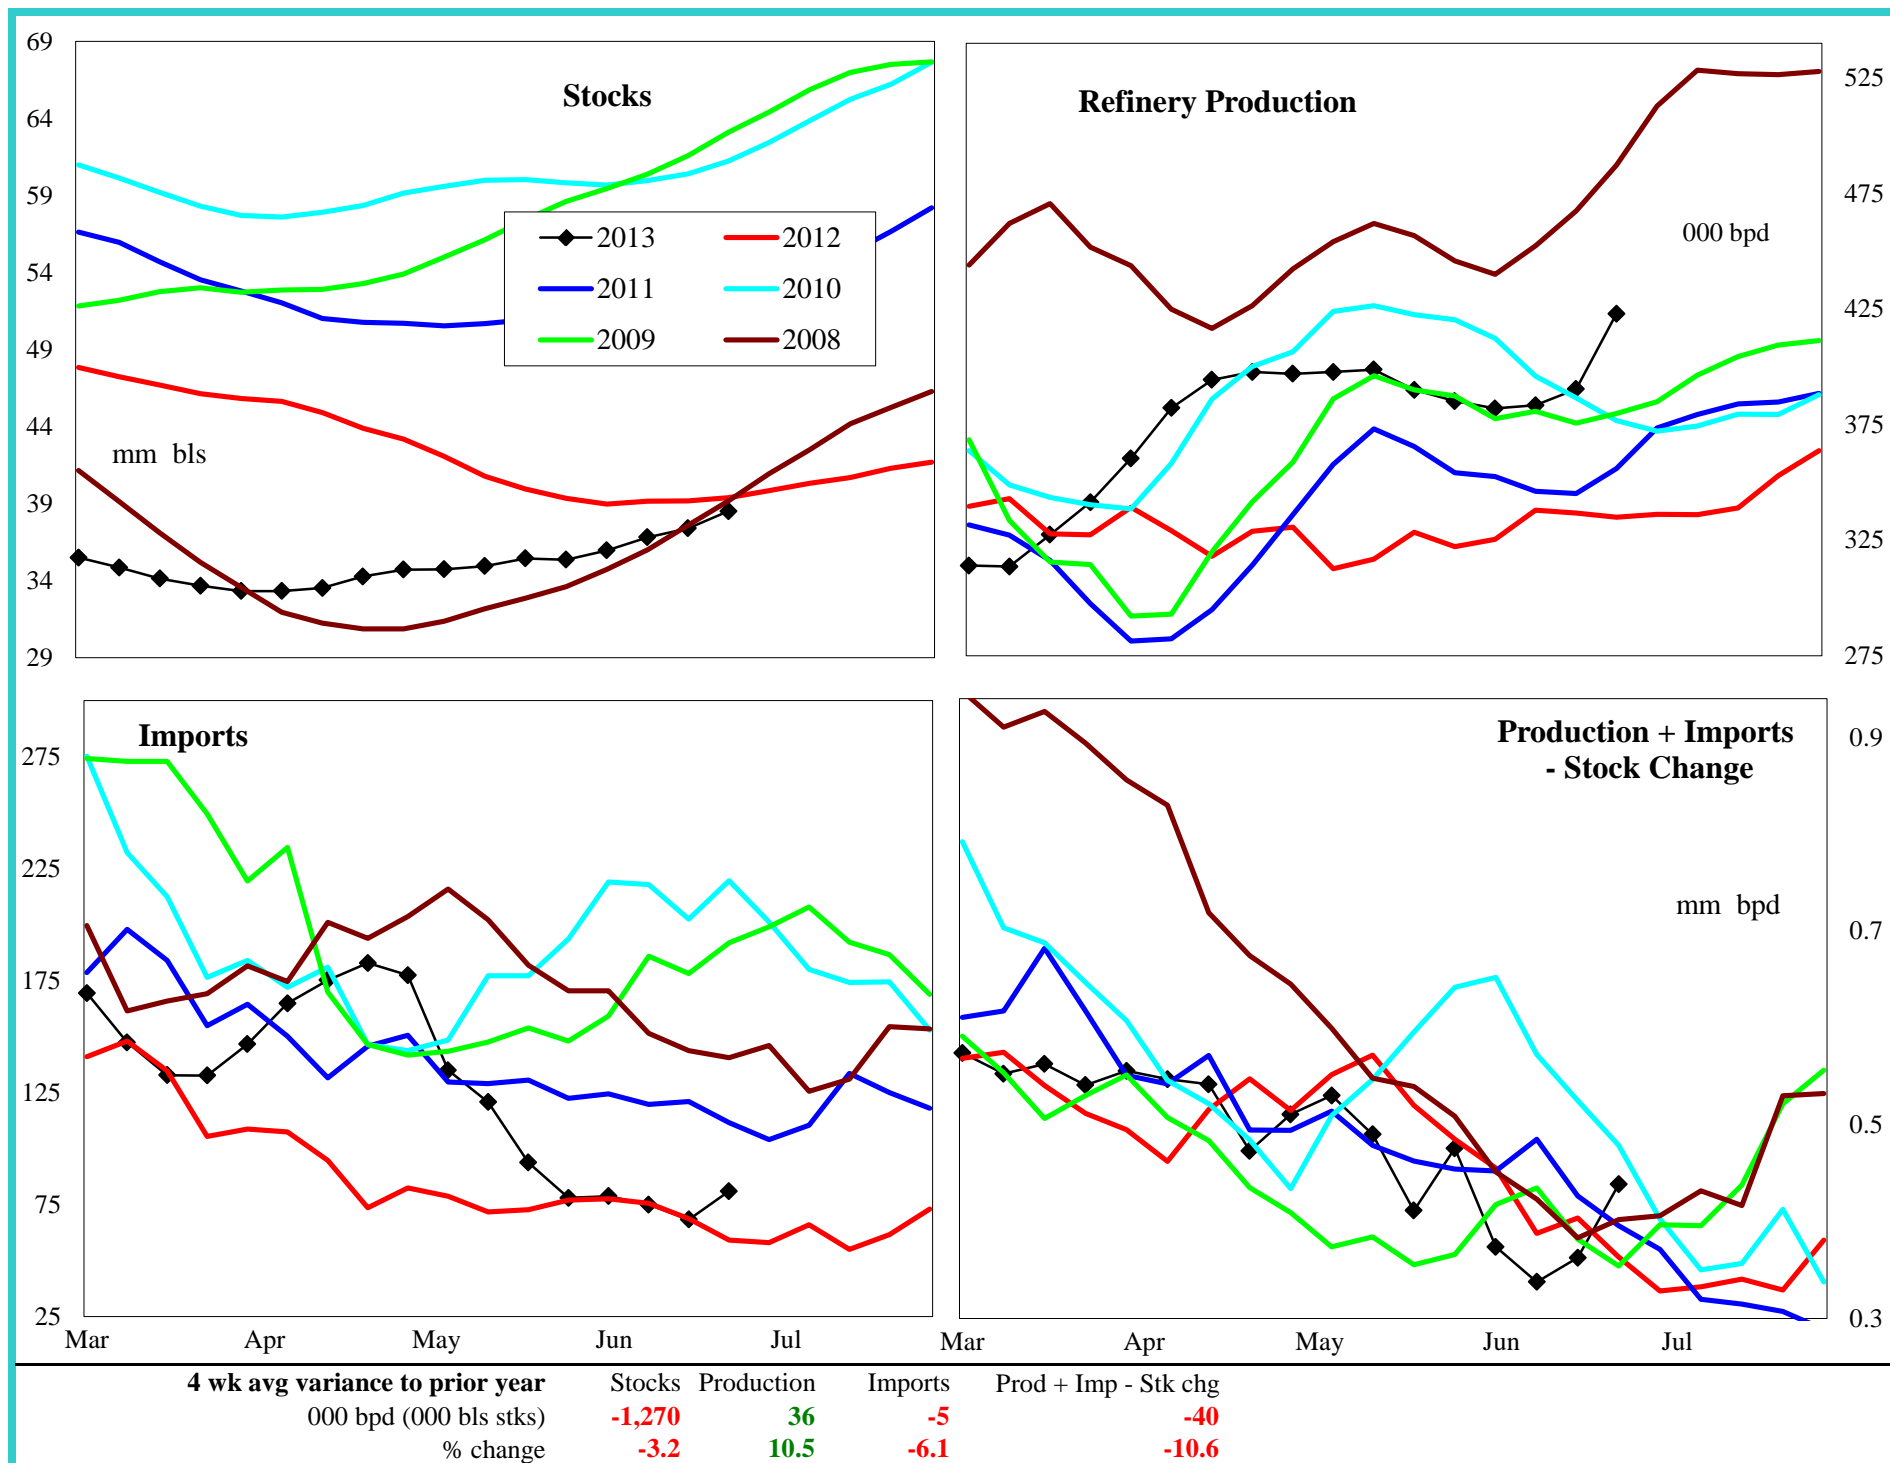 Stocks
69
64
59
54
49
44
39
34
29
mm bls
2013 2012
2011 2010
2009 2008
Refinery Production
000 bpd
525
475
425
375
325
275
Imports
275
225
175
125
75
25
Mar Apr May Jun Jul
Production + Imports
- Stock Change
mm bpd
0.9
0.7
0.5
0.3
Mar Apr May Jun Jul
4 wk avg variance to prior year Stocks Production Imports Prod + Imp - Stk chg
000 bpd (000 bls stks) -1,270 36 -5 -40
% change -3.2 10.5 -6.1 -10.6